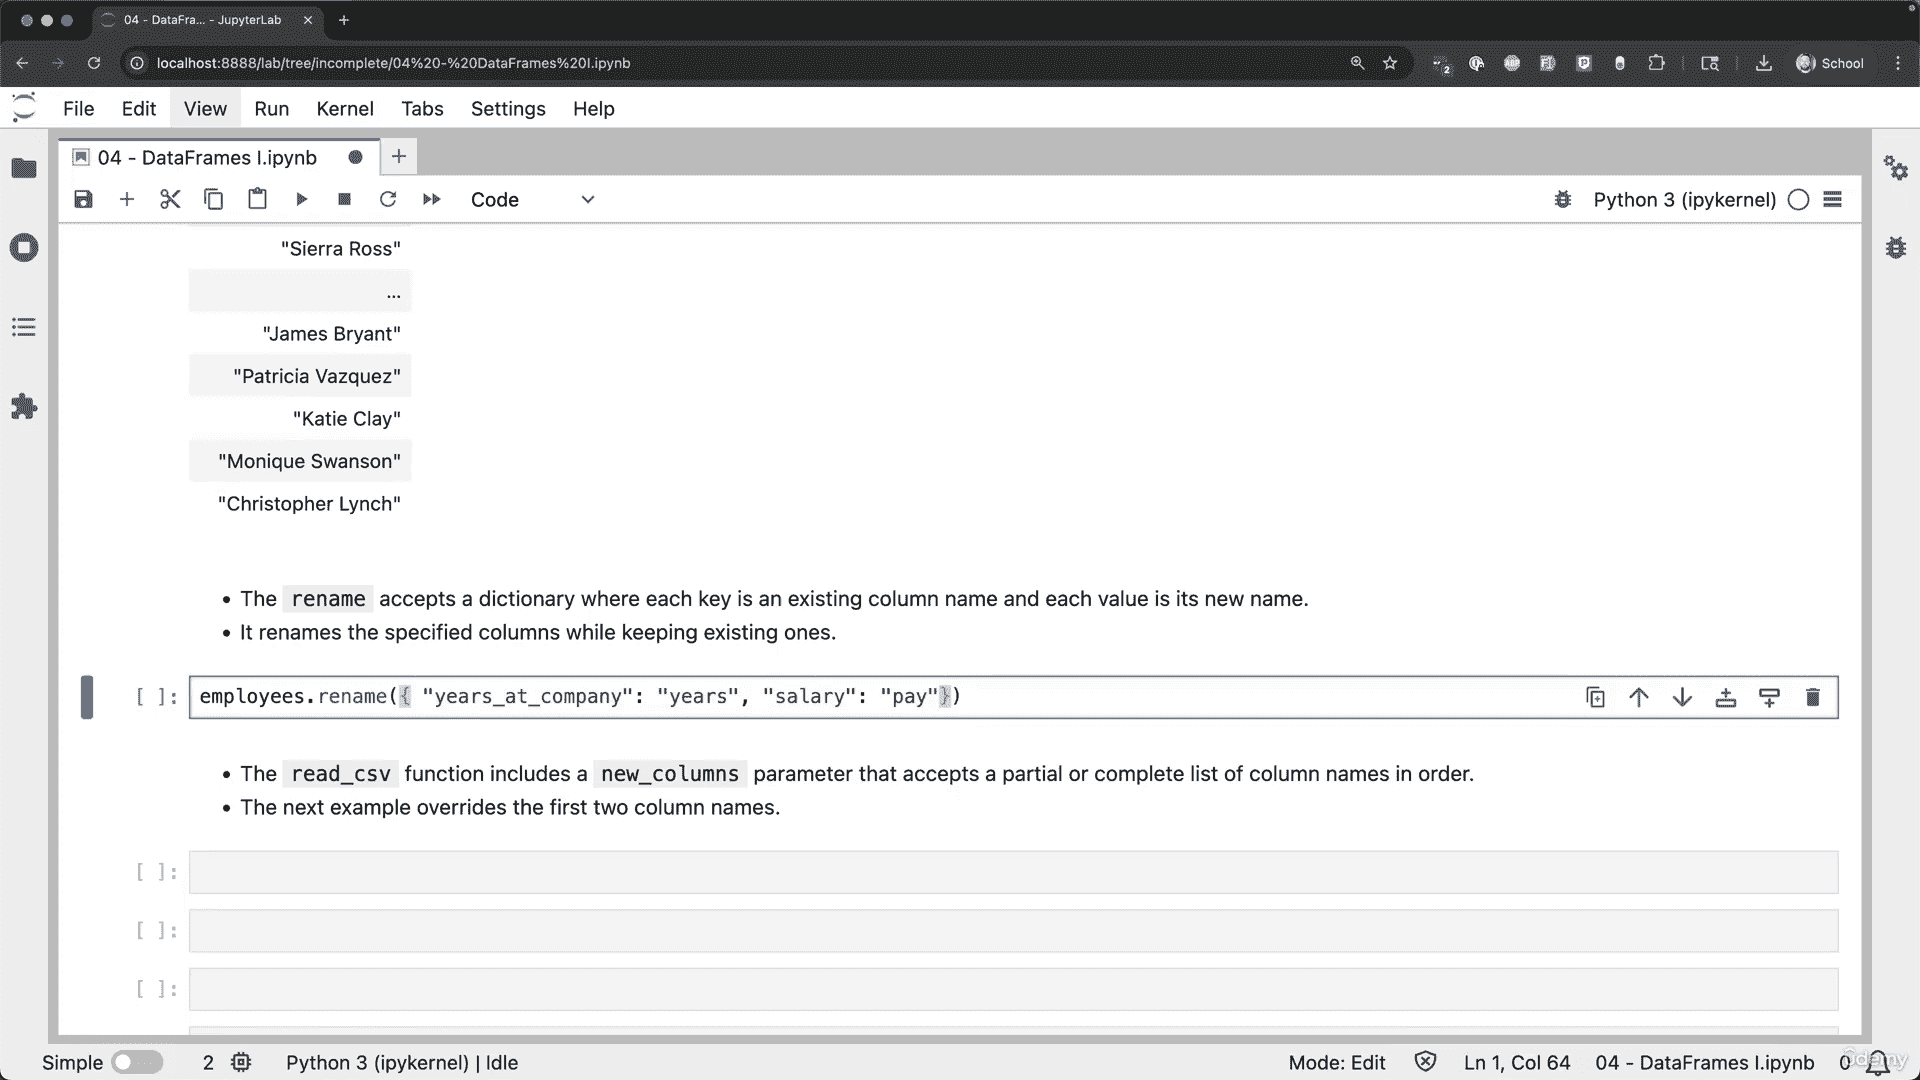 04 - DataFra... - JupyterLab
localhost:8888/lab/tree/incomplete/04%20-%20DataFrames%20I.ipynb
School
File Edit View Run Kernel Tabs Settings Help
04 - DataFrames I.ipynb
Code
Python 3 (ipykernel)
"Sierra Ross"
...
"James Bryant"
"Patricia Vazquez"
"Katie Clay"
"Monique Swanson"
"Christopher Lynch"
• The rename accepts a dictionary where each key is an existing column name and each value is its new name.
• It renames the specified columns while keeping existing ones.
[ ]: employees.rename({ "years_at_company": "years", "salary": "pay"})
• The read_csv function includes a new_columns parameter that accepts a partial or complete list of column names in order.
• The next example overrides the first two column names.
[ ]:
[ ]:
[ ]:
Simple 2 Python 3 (ipykernel) | Idle Mode: Edit Ln 1, Col 64 04 - DataFrames I.ipynb 0
udemy